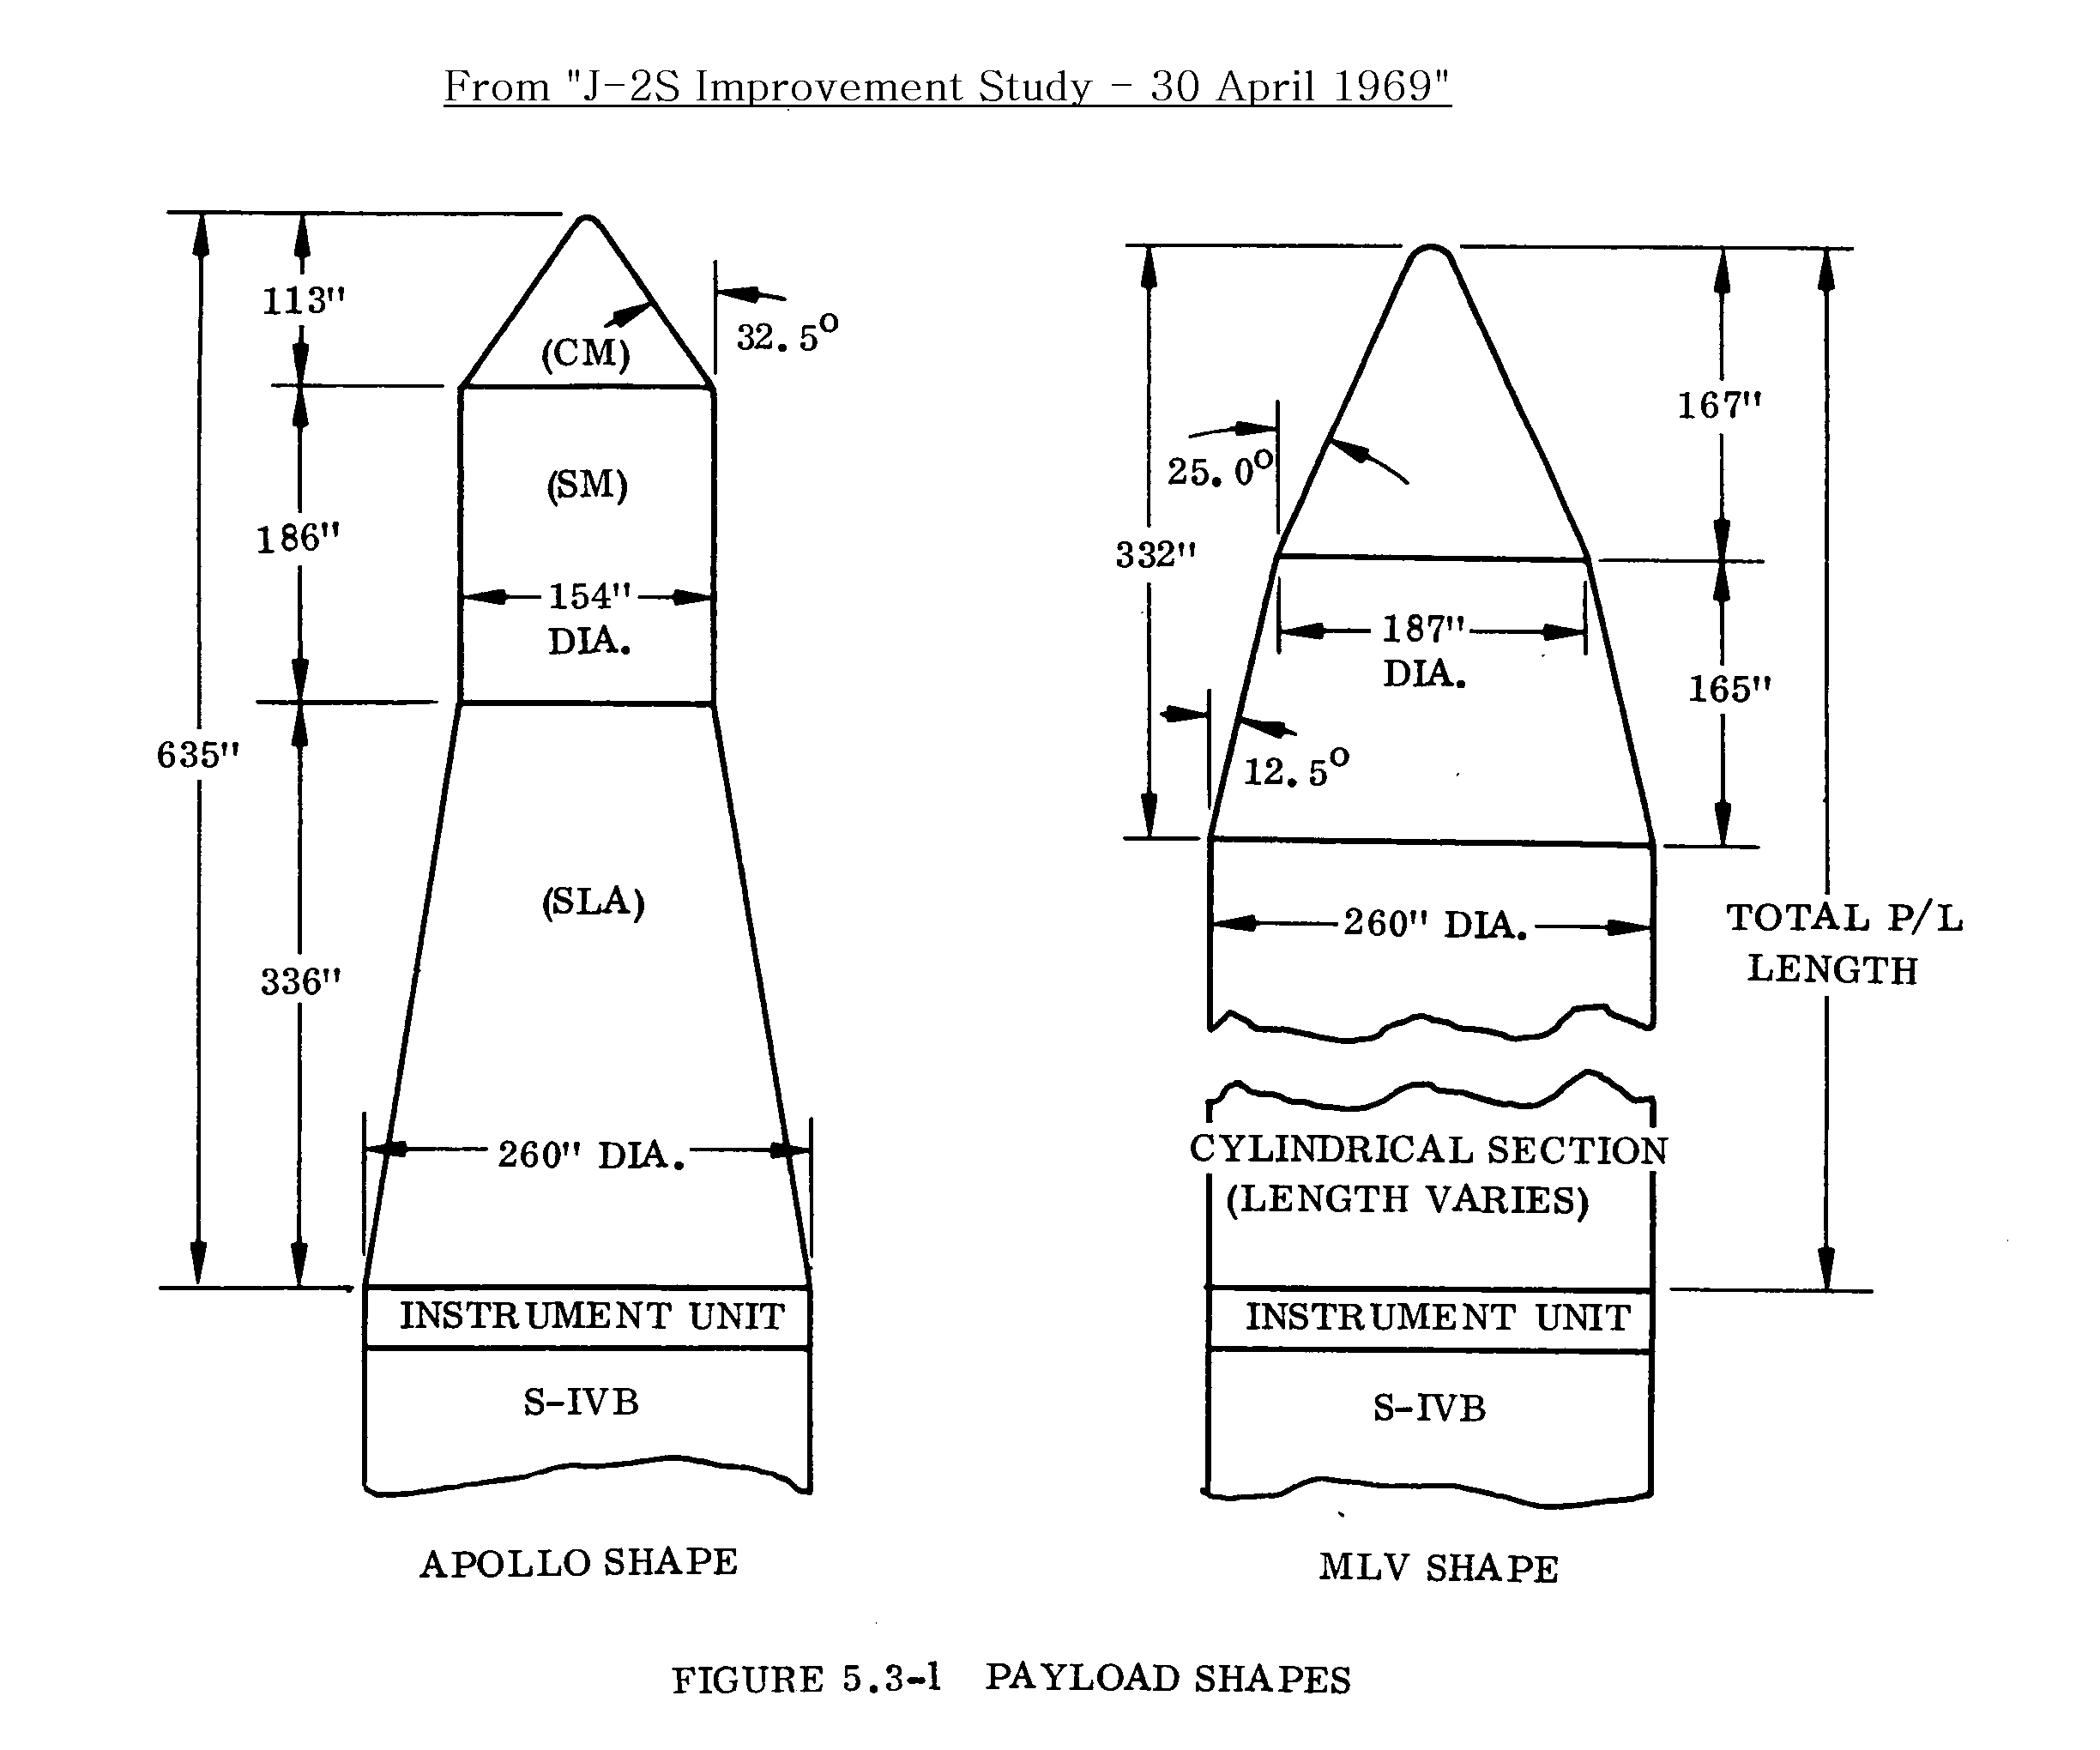 From "J-2S Improvement Study - 30 April 1969"
113"
(CM)
32.5°
186"
(SM)
154"
DIA.
635"
(SLA)
336"
260" DIA.
INSTRUMENT UNIT
S-IVB
APOLLO SHAPE
167"
25.0°
332"
187"
DIA.
165"
12.5°
260" DIA.
TOTAL P/L
LENGTH
CYLINDRICAL SECTION
(LENGTH VARIES)
INSTRUMENT UNIT
S-IVB
MLV SHAPE
FIGURE 5.3-1 PAYLOAD SHAPES